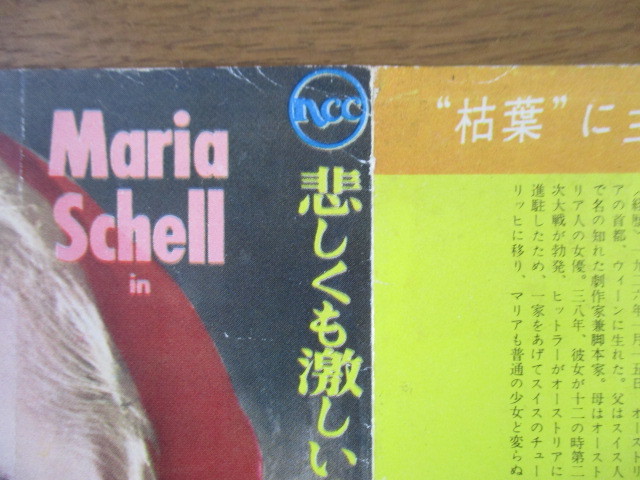 Maria
Schell
in
ncc
悲しくも激しい
“枯葉”に主
アの首都、ウィーンに生れた。父はスイス人
で名の知れた劇作家兼脚本家。母はオースト
リア人の女優。三八年、彼女が十二の時第二
次大戦が勃発、ヒットラーがオーストリアに
進駐したため、一家をあげてスイスのチュー
リッヒに移り、マリアも普通の少女と変らぬ